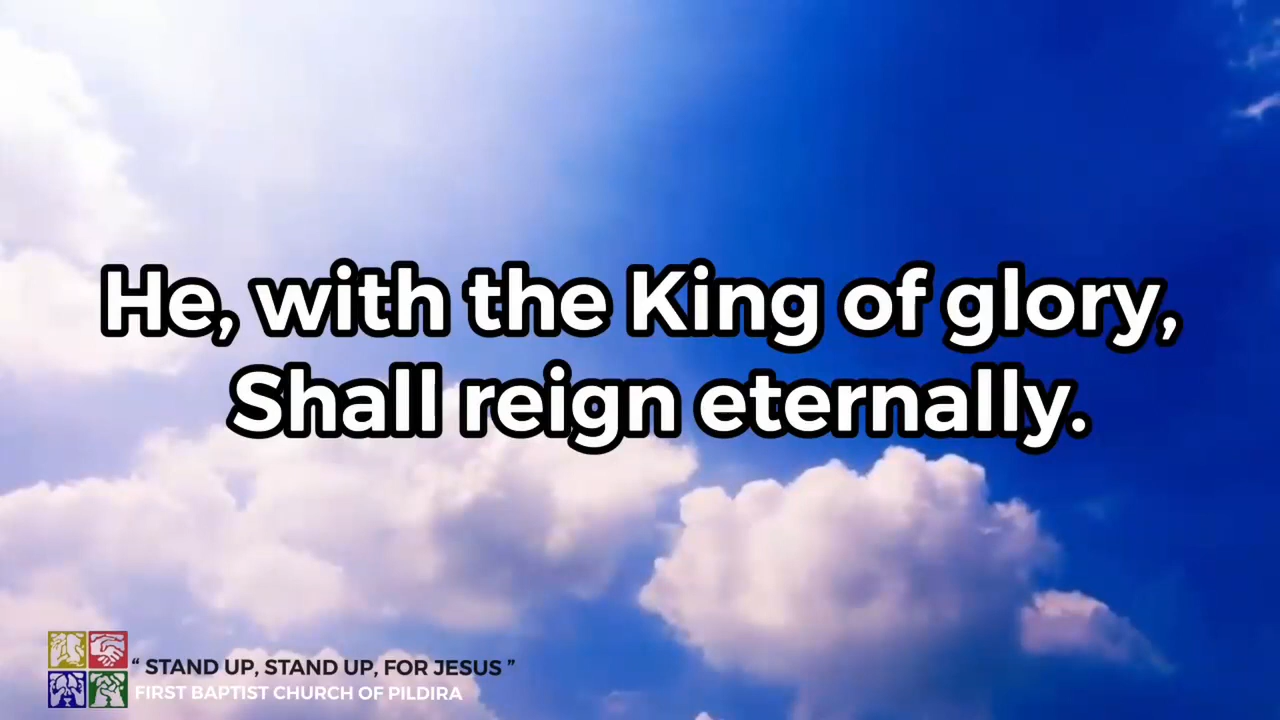 He, with the King of glory,
Shall reign eternally.
“ STAND UP, STAND UP, FOR JESUS ”
FIRST BAPTIST CHURCH OF PILDIRA